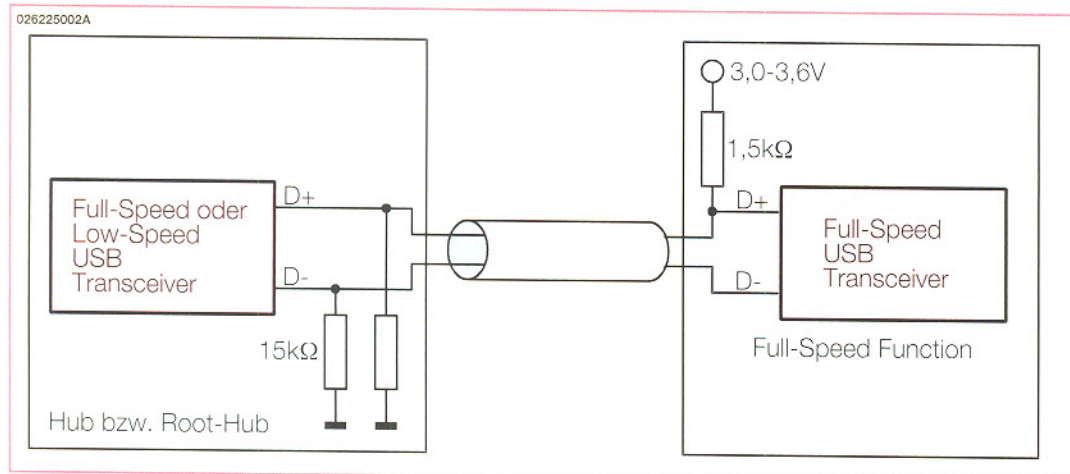 026225002A
Full-Speed oder
Low-Speed
USB
Transceiver
D+
D-
15kΩ
Hub bzw. Root-Hub
3,0-3,6V
1,5kΩ
D+
D-
Full-Speed
USB
Transceiver
Full-Speed Function